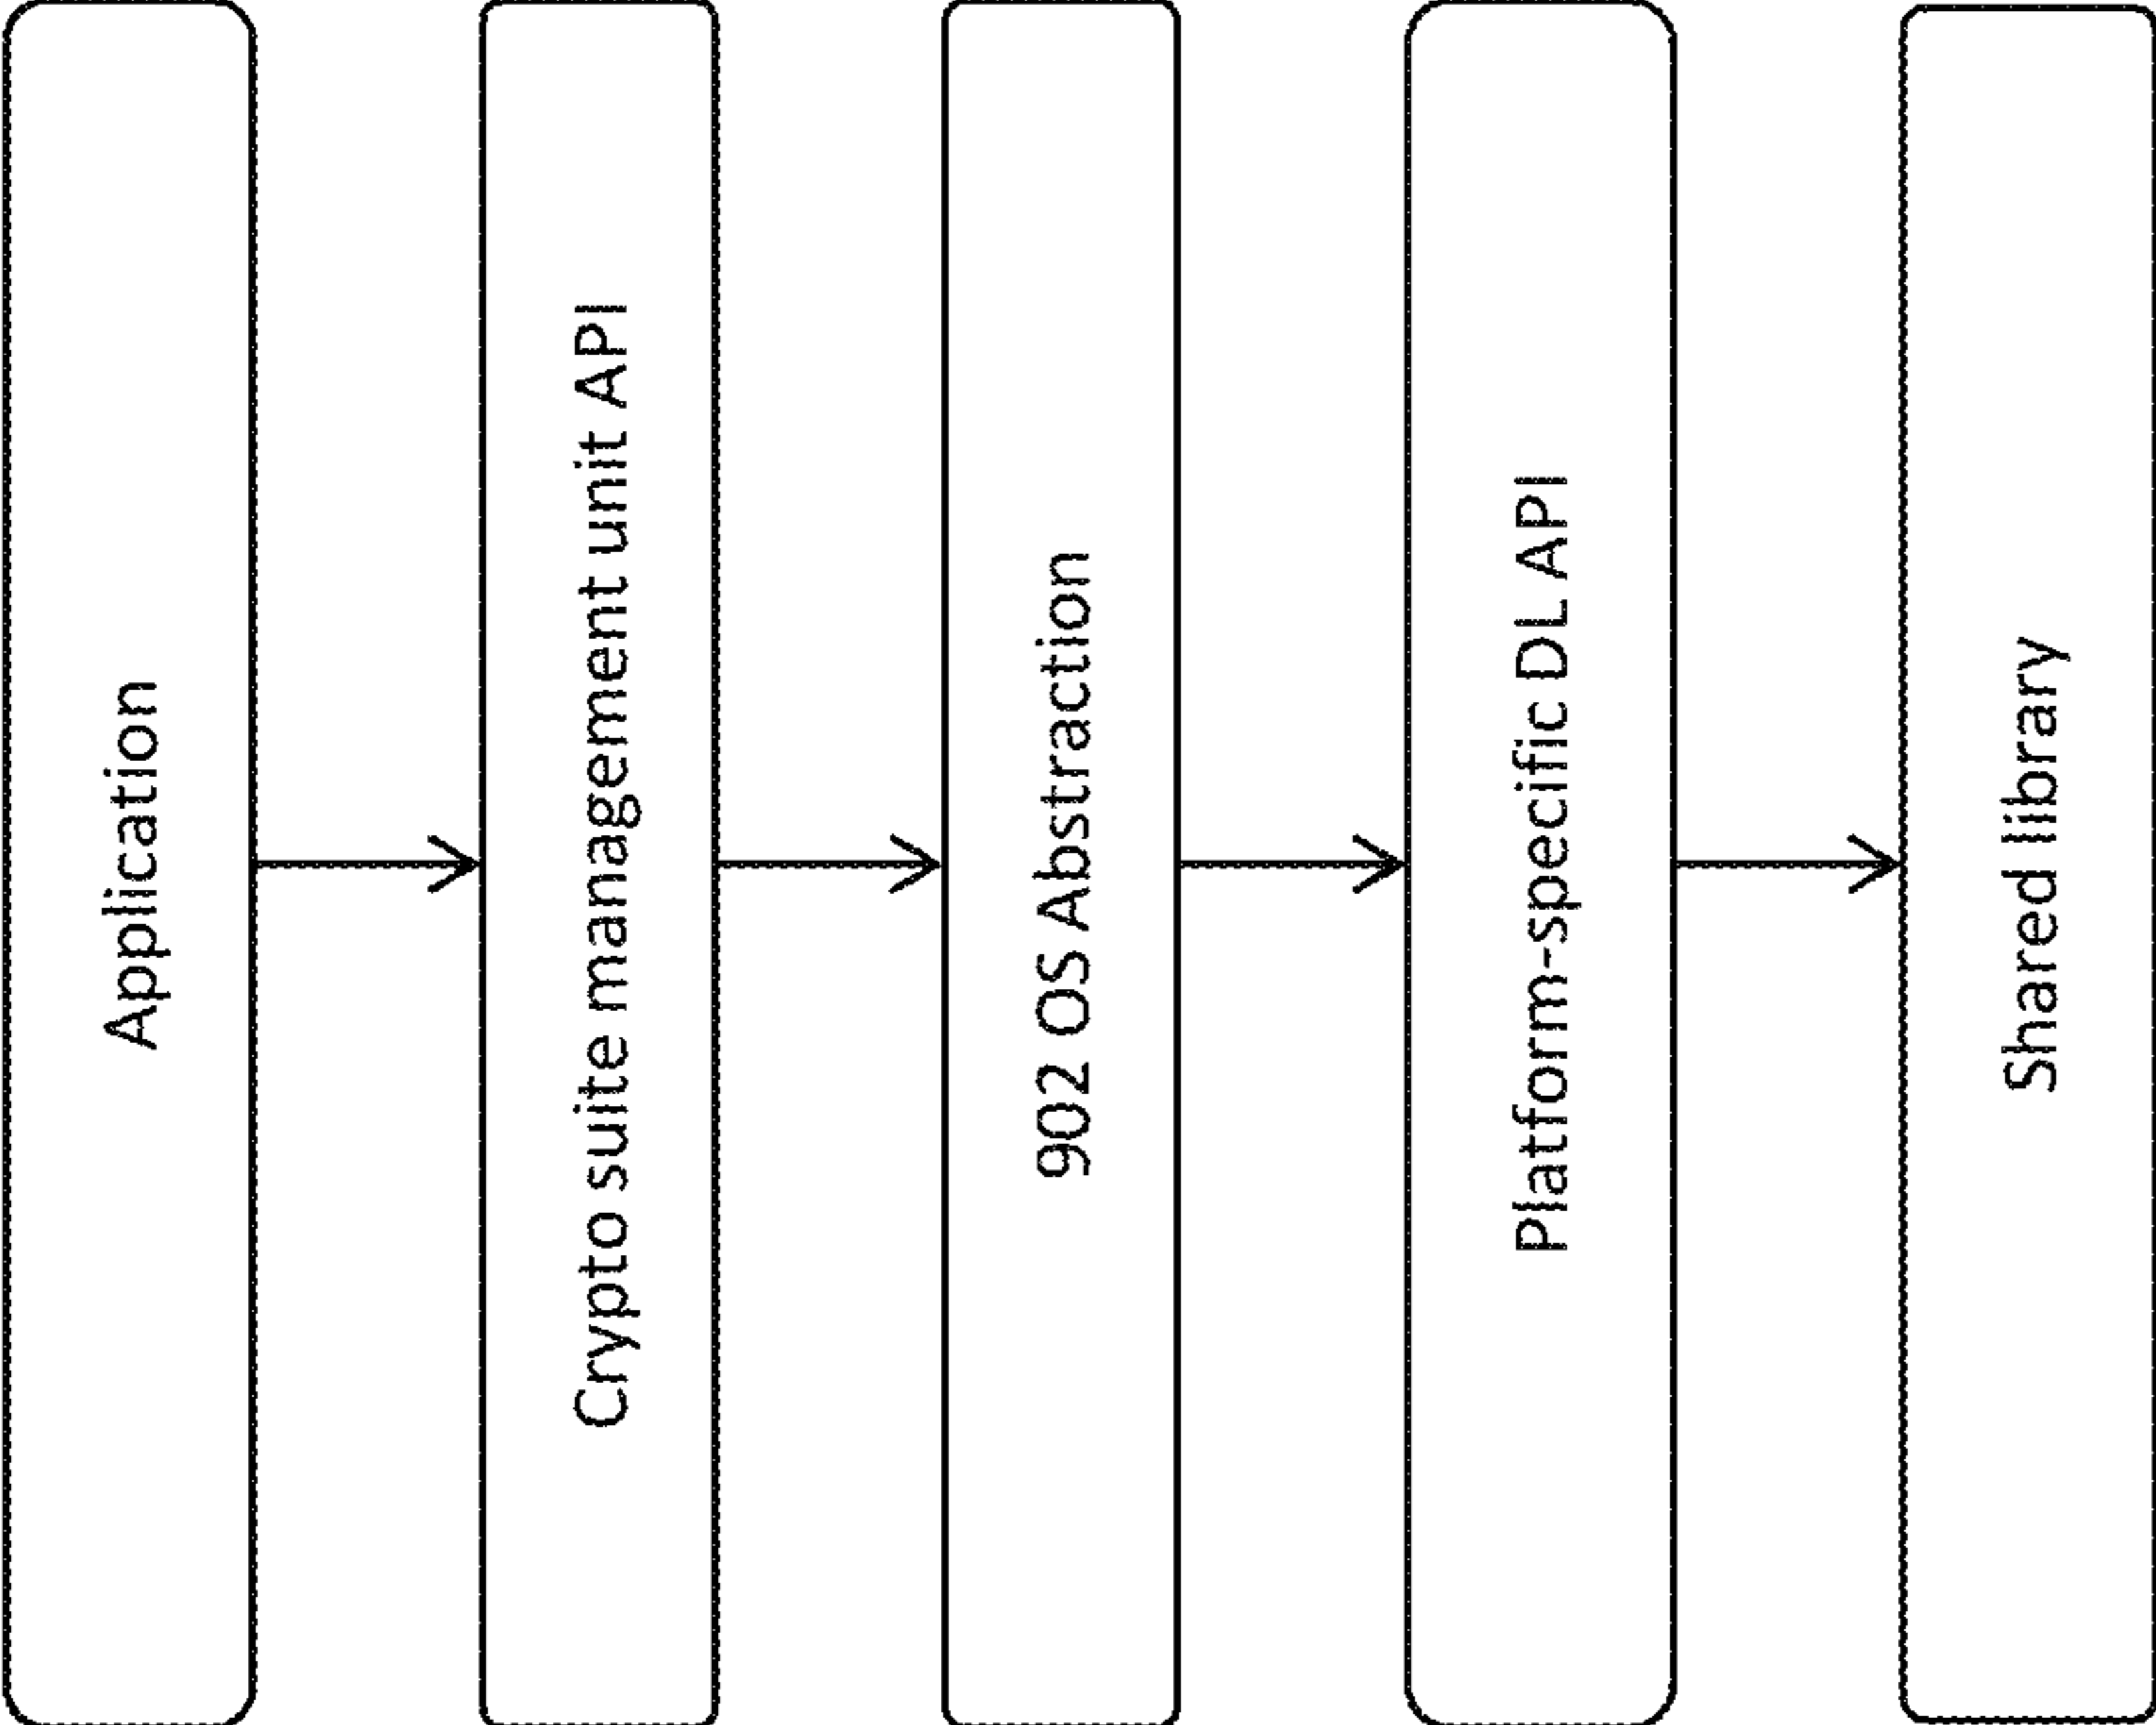 Application
Crypto suite management unit API
902 OS Abstraction
Platform-specific DL API
Shared library